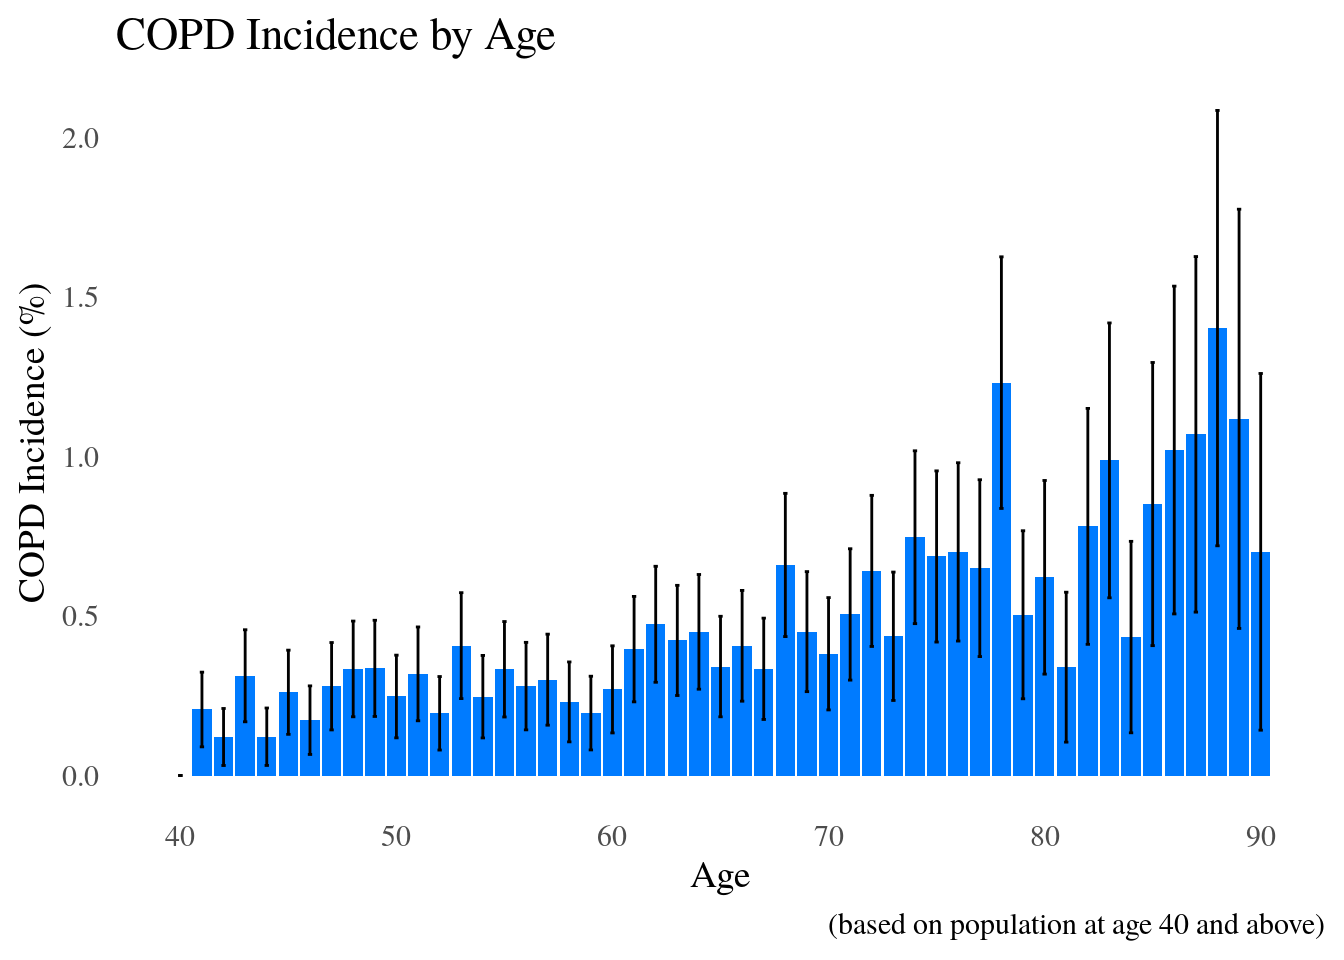 COPD Incidence by Age
COPD Incidence (%)
2.0
1.5
1.0
0.5
0.0
40 50 60 70 80 90
Age
(based on population at age 40 and above)